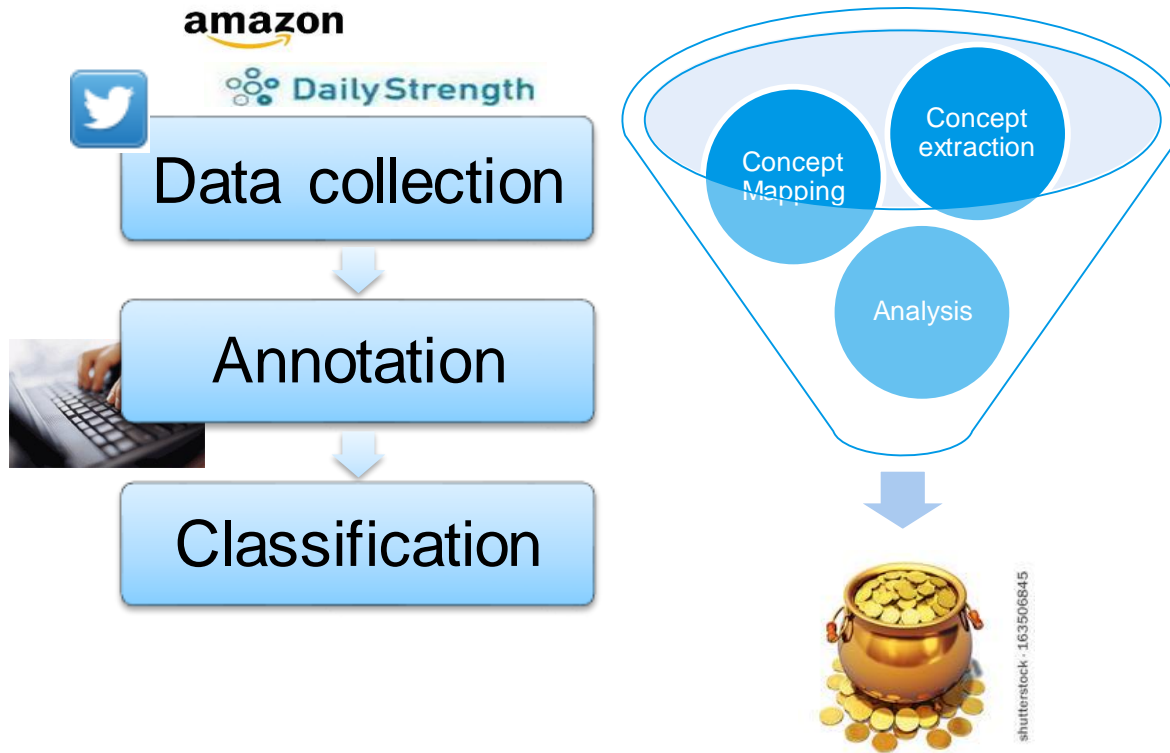 amazon
DailyStrength
Data collection
Annotation
Classification
Concept
extraction
Concept
Mapping
Analysis
shutterstock · 163506845